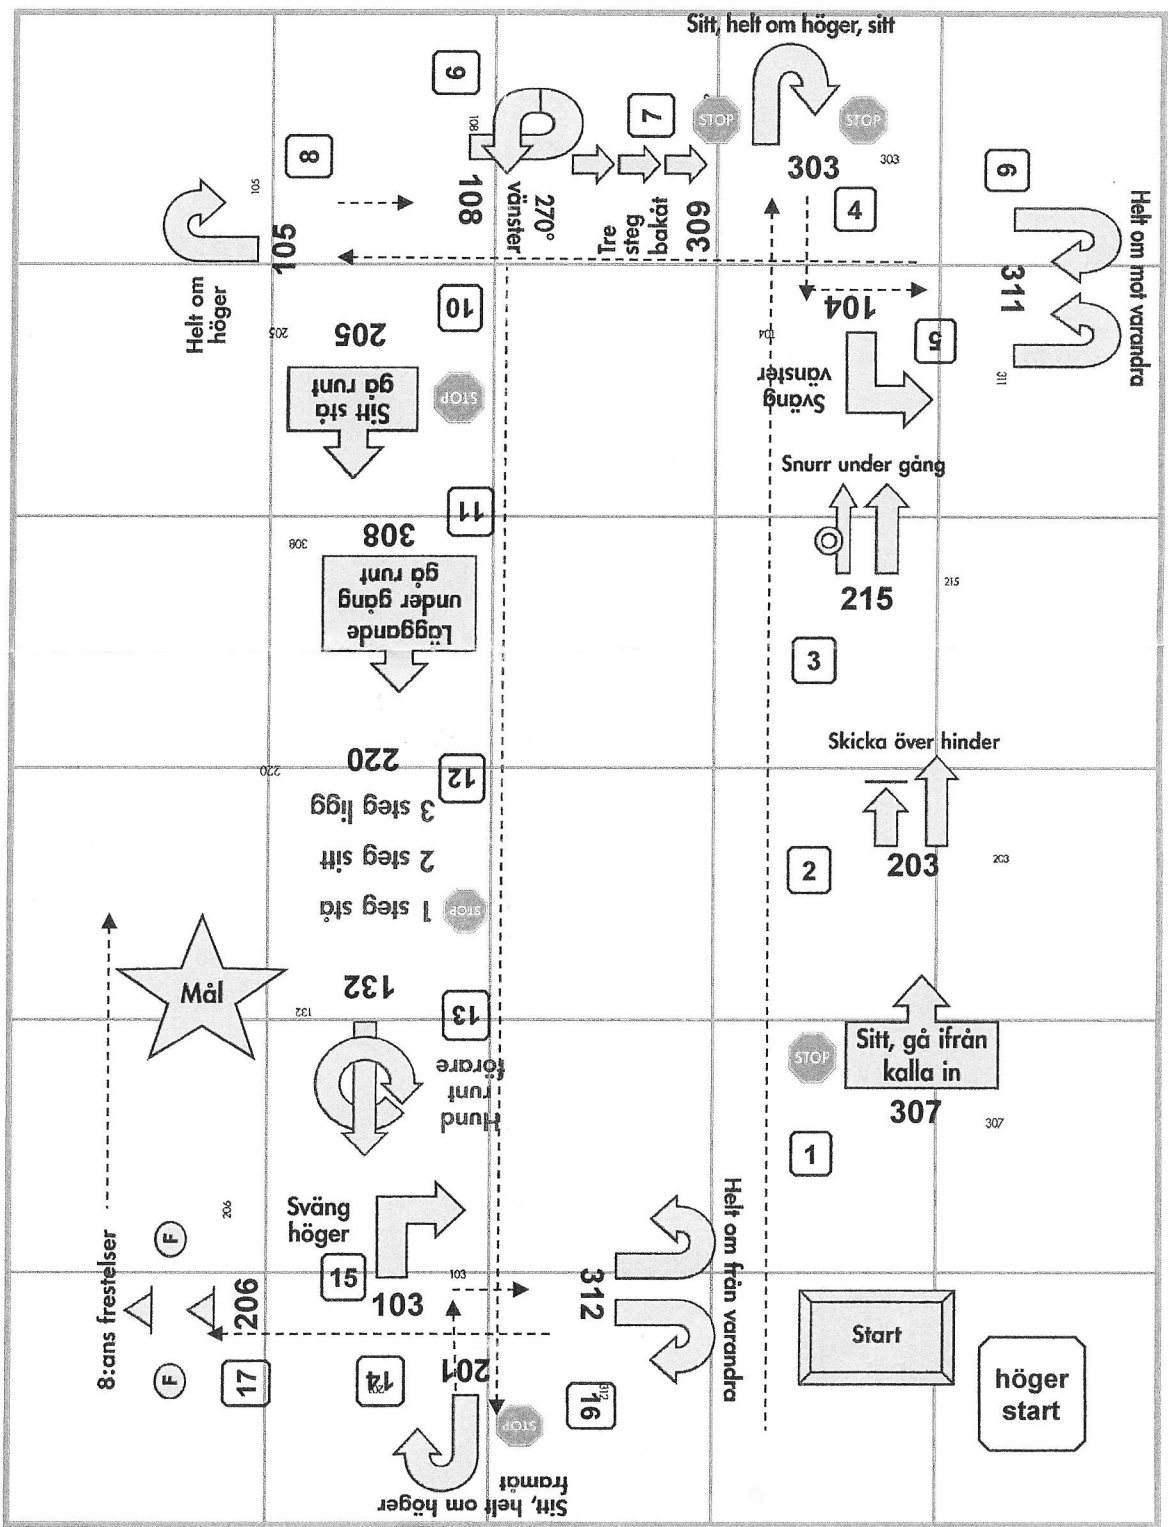 Sitt, helt om höger, sitt
STOP
STOP
303
303
4
9
108
108
270°
vänster
7
Tre
steg
bakåt
309
8
105
105
Helt om
höger
6
311
311
Helt om mot varandra
104
104
5
Sväng
vänster
10
205
205
Sitt stå
gå runt
STOP
Snurr under gång
215
215
3
11
308
308
Läggande
under gång
gå runt
Skicka över hinder
203
203
2
12
220
220
3 steg ligg
2 steg sitt
1 steg stå
STOP
Mål
STOP
Sitt, gå ifrån
kalla in
307
307
1
13
132
132
Hund
runt
förare
Sväng
höger
15
103
103
312
312
16
Helt om från varandra
Start
höger
start
8:ans frestelser
F
F
206
206
17
14
201
STOP
Sitt, helt om höger
framåt